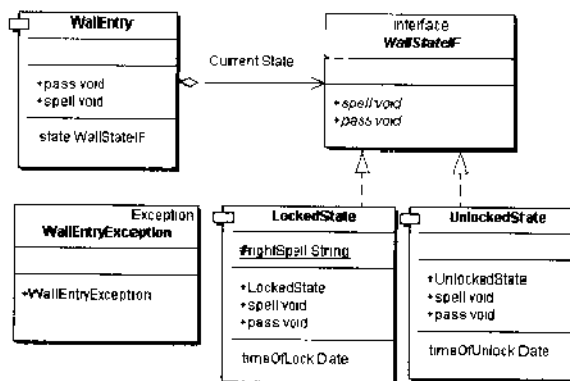 WallEntry
+pass void
+spell void
state WallStateIF
Current State
interface
WallStateIF
+spell void
+pass void
Exception
WallEntryException
+WallEntryException
LockedState
#rightSpell String
+LockedState
+spell void
+pass void
timeOfLock Date
UnlockedState
+UnlockedState
+spell void
+pass void
timeOfUnlock Date